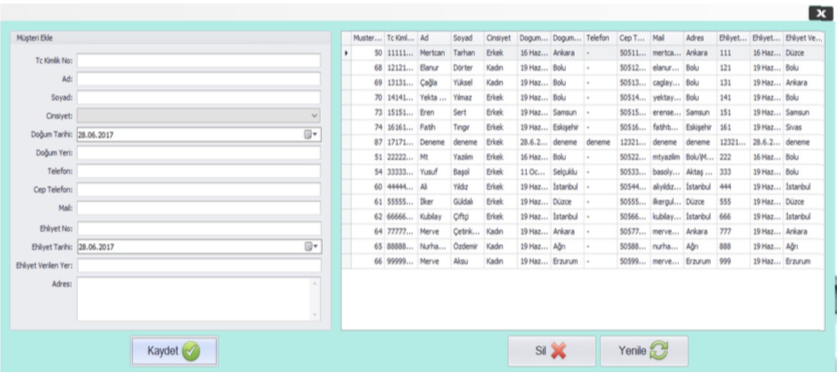 Müşteri Ekle
Tc Kimlik No:
Ad:
Soyad:
Cinsiyet:
Doğum Tarihi: 28.06.2017
Doğum Yeri:
Telefon:
Cep Telefon:
Mail:
Ehliyet No:
Ehliyet Tarihi: 28.06.2017
Ehliyet Verilen Yer:
Adres:
Kaydet
Muster... Tc Kiml... Ad Soyad Cinsiyet Dogum... Dogum... Telefon Cep T... Mail Adres Ehliyet... Ehliyet... Ehliyet Ve...
50 11111... Mertcan Tarhan Erkek 16 Haz... Ankara - 50511... mertca... Ankara 111 16 Haz... Düzce
68 12121... Elanur Dörter Kadın 19 Haz... Bolu - 50512... elanur... Bolu 121 19 Haz... Bolu
69 13131... Çağla Yüksel Kadın 19 Haz... Bolu - 50513... caglay... Bolu 131 19 Haz... Ankara
70 14141... Yekta ... Yılmaz Erkek 19 Haz... Bolu - 50514... yektay... Bolu 141 19 Haz... Bolu
73 15151... Eren Sert Erkek 19 Haz... Samsun - 50515... erense... Samsun 151 19 Haz... Samsun
74 16161... Fatih Tıngır Erkek 19 Haz... Eskişehir - 50516... fatihtı... Eskişehir 161 19 Haz... Sivas
87 17171... Deneme deneme Erkek 28.6.2... deneme deneme 12321... deneme deneme 12321... 28.6.2... deneme
51 22222... Mt Yazılım Erkek 16 Haz... Bolu - 50522... mtyazilim Bolu/M... 222 16 Haz... Bolu
54 33333... Yusuf Başol Erkek 11 Oc... Selçuklu - 50533... basoly... Aktaş ... 333 19 Haz... Bolu
60 44444... Ali Yıldız Erkek 19 Haz... İstanbul - 50544... aliyildiz... İstanbul 444 19 Haz... İstanbul
61 55555... İlker Güldalı Erkek 19 Haz... Düzce - 50555... ilkergul... Düzce 555 19 Haz... Düzce
62 66666... Kubilay Çiftçi Erkek 19 Haz... İstanbul - 50566... kubilay... İstanbul 666 19 Haz... İstanbul
64 77777... Merve Çetink... Kadın 19 Haz... Ankara - 50577... merve... Ankara 777 19 Haz... Ankara
65 88888... Nurha... Özdemir Kadın 19 Haz... Ağrı - 50588... nurha... Ağrı 888 19 Haz... Ağrı
66 99999... Merve Aksu Kadın 19 Haz... Erzurum - 50599... merve... Erzurum 999 19 Haz... Erzurum
Sil
Yenile